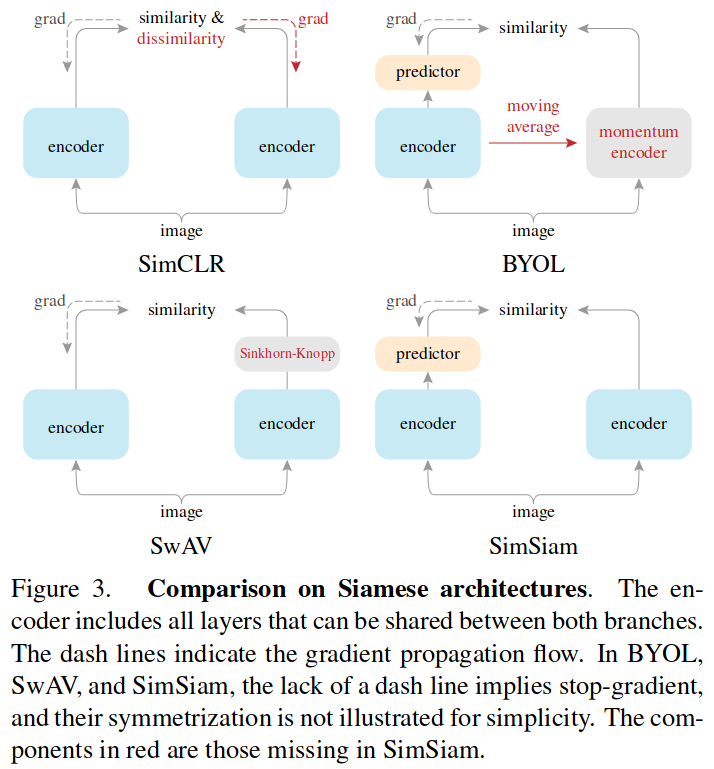 grad
similarity &
dissimilarity
grad
encoder
encoder
image
SimCLR
grad
similarity
predictor
encoder
moving
average
momentum
encoder
image
BYOL
grad
similarity
Sinkhorn-Knopp
encoder
encoder
image
SwAV
grad
similarity
predictor
encoder
encoder
image
SimSiam
Figure 3. Comparison on Siamese architectures. The en-
coder includes all layers that can be shared between both branches.
The dash lines indicate the gradient propagation flow. In BYOL,
SwAV, and SimSiam, the lack of a dash line implies stop-gradient,
and their symmetrization is not illustrated for simplicity. The com-
ponents in red are those missing in SimSiam.